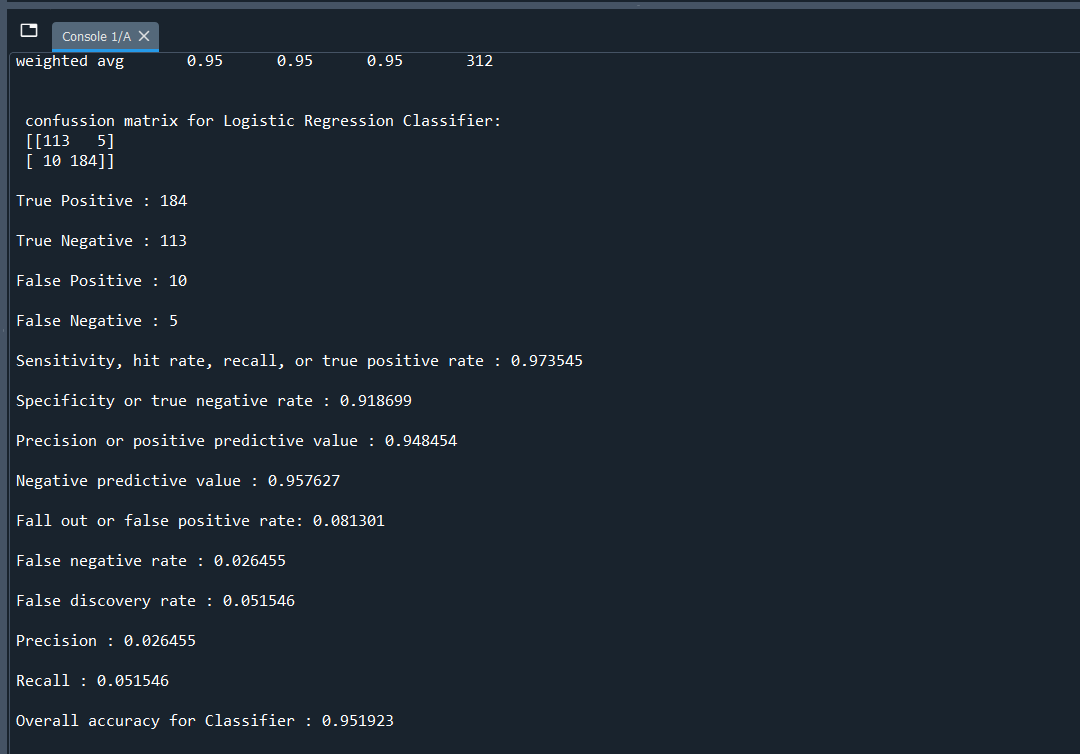 Console 1/A
weighted avg       0.95      0.95      0.95       312
confussion matrix for Logistic Regression Classifier:
[[113   5]
[ 10 184]]
True Positive : 184
True Negative : 113
False Positive : 10
False Negative : 5
Sensitivity, hit rate, recall, or true positive rate : 0.973545
Specificity or true negative rate : 0.918699
Precision or positive predictive value : 0.948454
Negative predictive value : 0.957627
Fall out or false positive rate: 0.081301
False negative rate : 0.026455
False discovery rate : 0.051546
Precision : 0.026455
Recall : 0.051546
Overall accuracy for Classifier : 0.951923